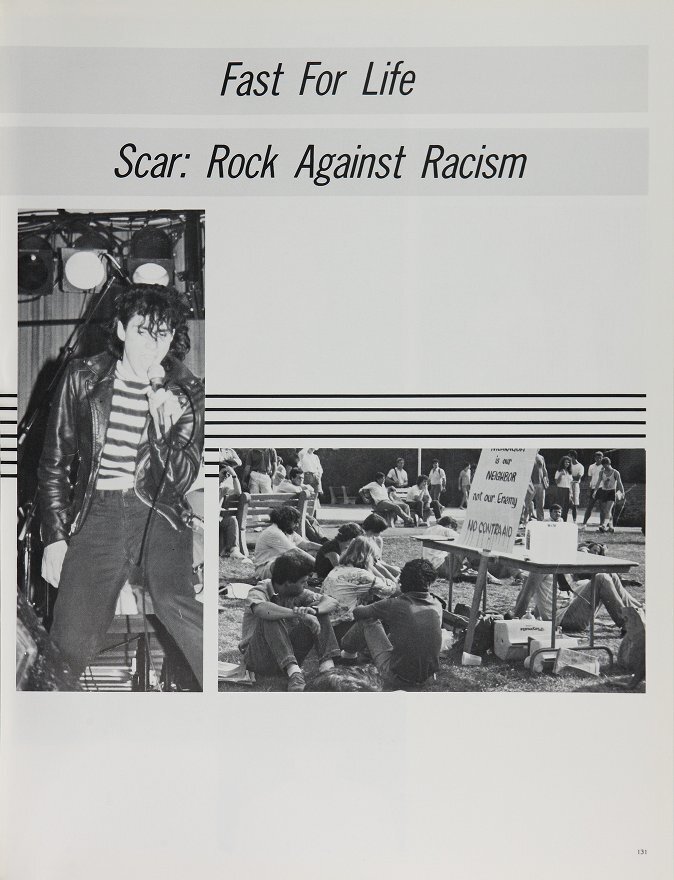 Fast For Life
Scar: Rock Against Racism
is our
NEIGHBOR
not our Enemy
NO CONTRA AID
131